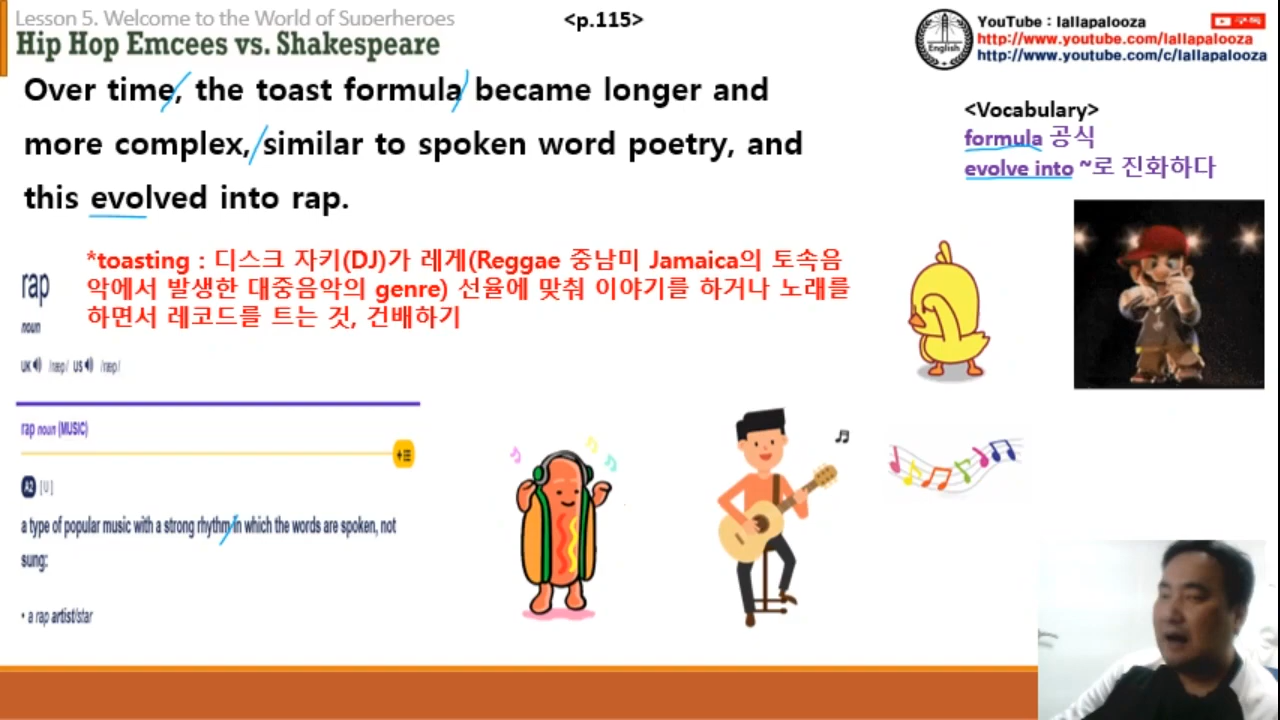 Lesson 5. Welcome to the World of Superheroes
Hip Hop Emcees vs. Shakespeare
<p.115>
English
YouTube : lallapalooza
구독
http://www.youtube.com/lallapalooza
http://www.youtube.com/c/lallapalooza
Over time, the toast formula became longer and
more complex, similar to spoken word poetry, and
this evolved into rap.
<Vocabulary>
formula 공식
evolve into ~로 진화하다
*toasting : 디스크 자키(DJ)가 레게(Reggae 중남미 Jamaica의 토속음
악에서 발생한 대중음악의 genre) 선율에 맞춰 이야기를 하거나 노래를
하면서 레코드를 트는 것, 건배하기
rap
noun
UK /ræp/ US /ræp/
rap noun (MUSIC)
A2 [U]
a type of popular music with a strong rhythm in which the words are spoken, not
sung:
• a rap artist/star